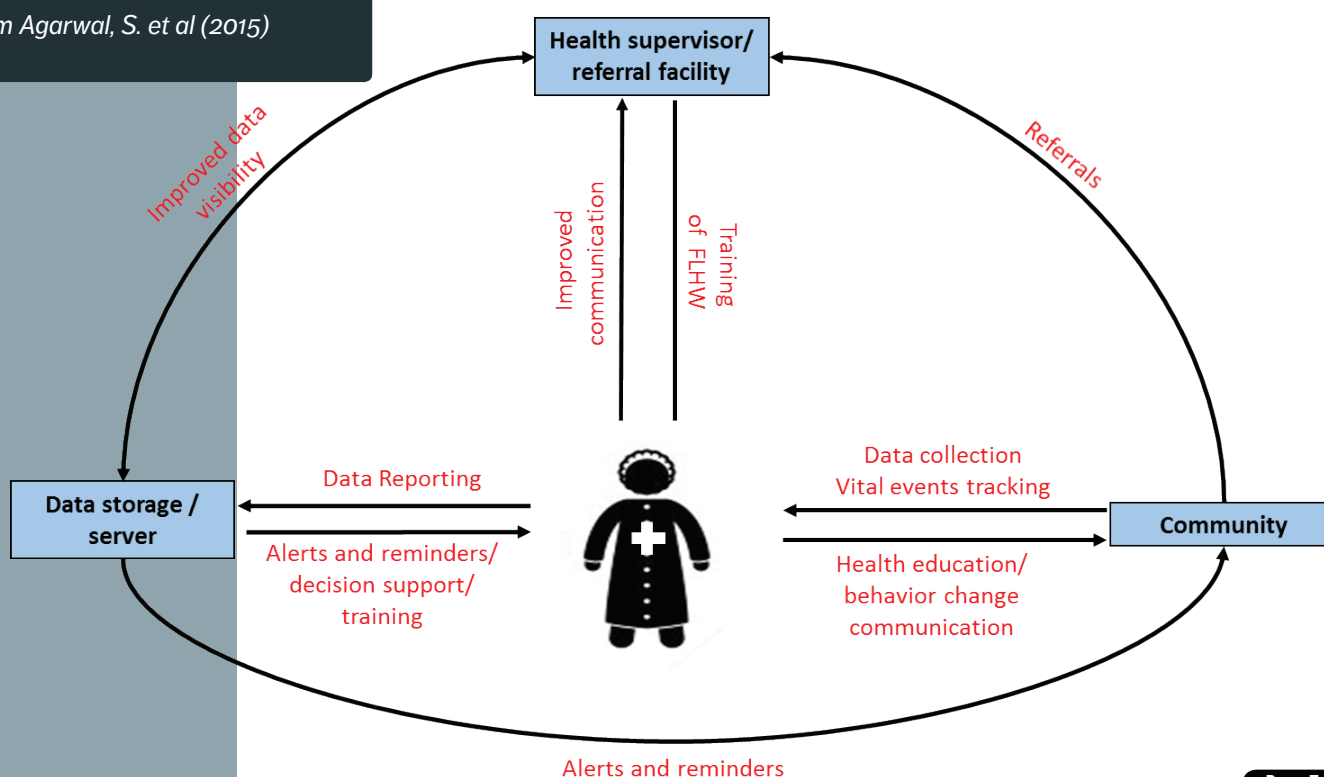 Agarwal, S. et al (2015)
Health supervisor/
referral facility
Improved data
visibility
Referrals
Improved
communication
Training
of FLHW
Data storage /
server
Data Reporting
Alerts and reminders/
decision support/
training
Data collection
Vital events tracking
Community
Health education/
behavior change
communication
Alerts and reminders